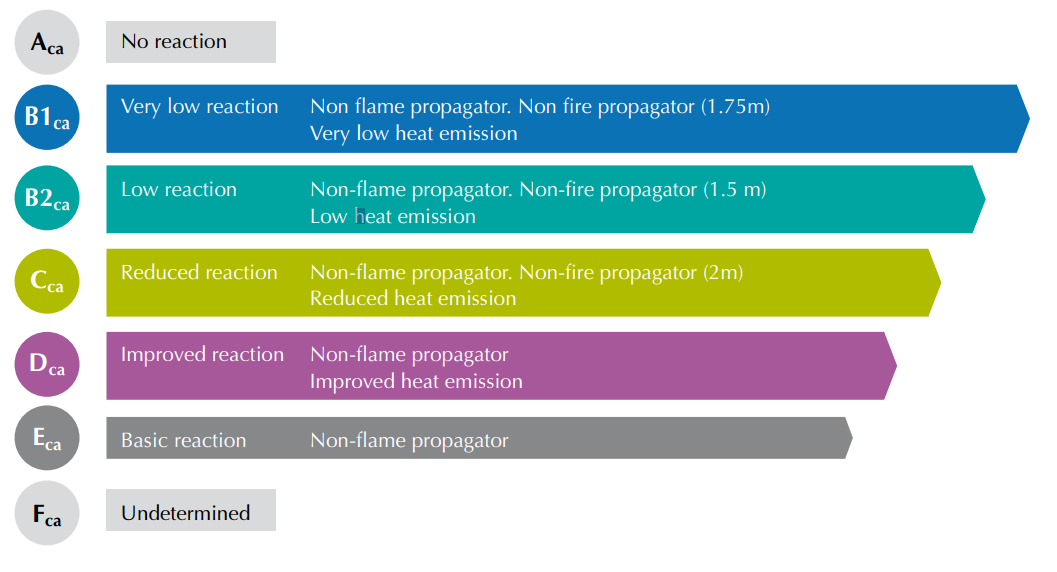 Aca
No reaction
B1ca
Very low reaction
Non flame propagator. Non fire propagator (1.75m)
Very low heat emission
B2ca
Low reaction
Non-flame propagator. Non-fire propagator (1.5 m)
Low heat emission
Cca
Reduced reaction
Non-flame propagator. Non-fire propagator (2m)
Reduced heat emission
Dca
Improved reaction
Non-flame propagator
Improved heat emission
Eca
Basic reaction
Non-flame propagator
Fca
Undetermined